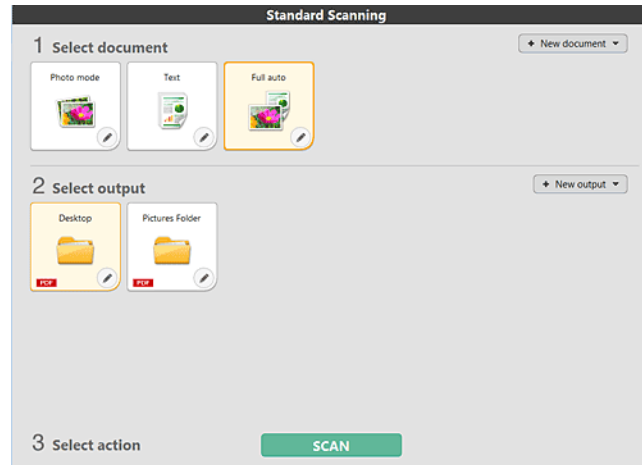 Standard Scanning
1 Select document
+ New document
Photo mode
Text
Full auto
2 Select output
+ New output
Desktop
Pictures Folder
PDF
PDF
3 Select action
SCAN